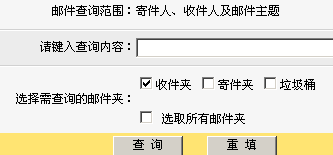 邮件查询范围：寄件人、收件人及邮件主题
请键入查询内容：
选择需查询的邮件夹：
收件夹 寄件夹 垃圾桶
选取所有邮件夹
查 询 重 填